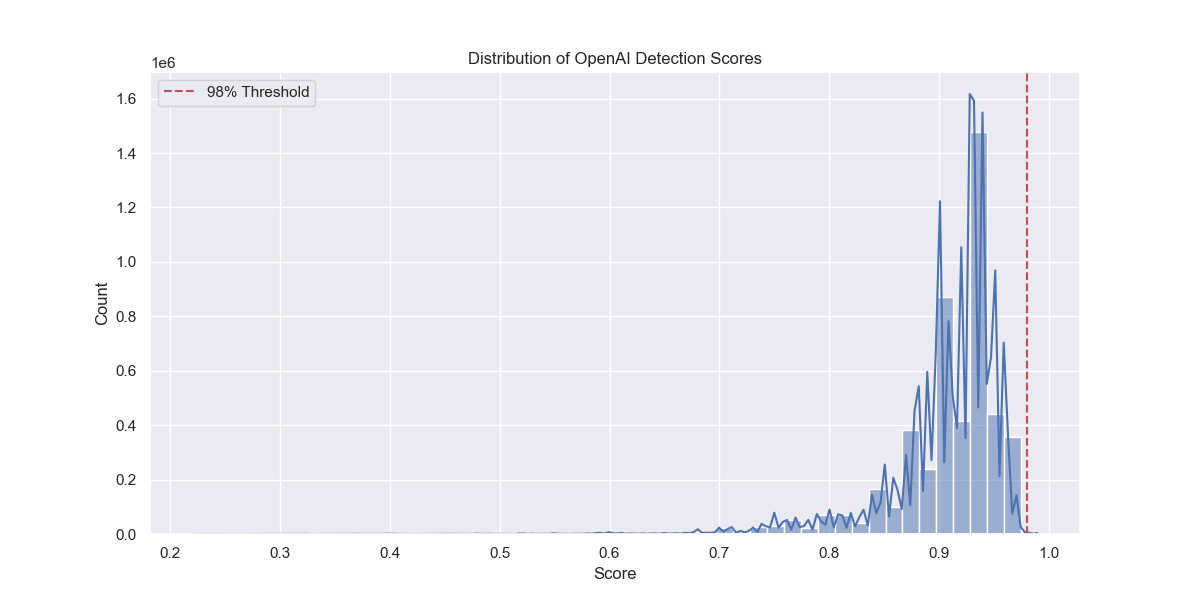 Distribution of OpenAI Detection Scores
1e6
98% Threshold
1.6
1.4
1.2
1.0
0.8
0.6
0.4
0.2
0.0
Count
0.2 0.3 0.4 0.5 0.6 0.7 0.8 0.9 1.0
Score